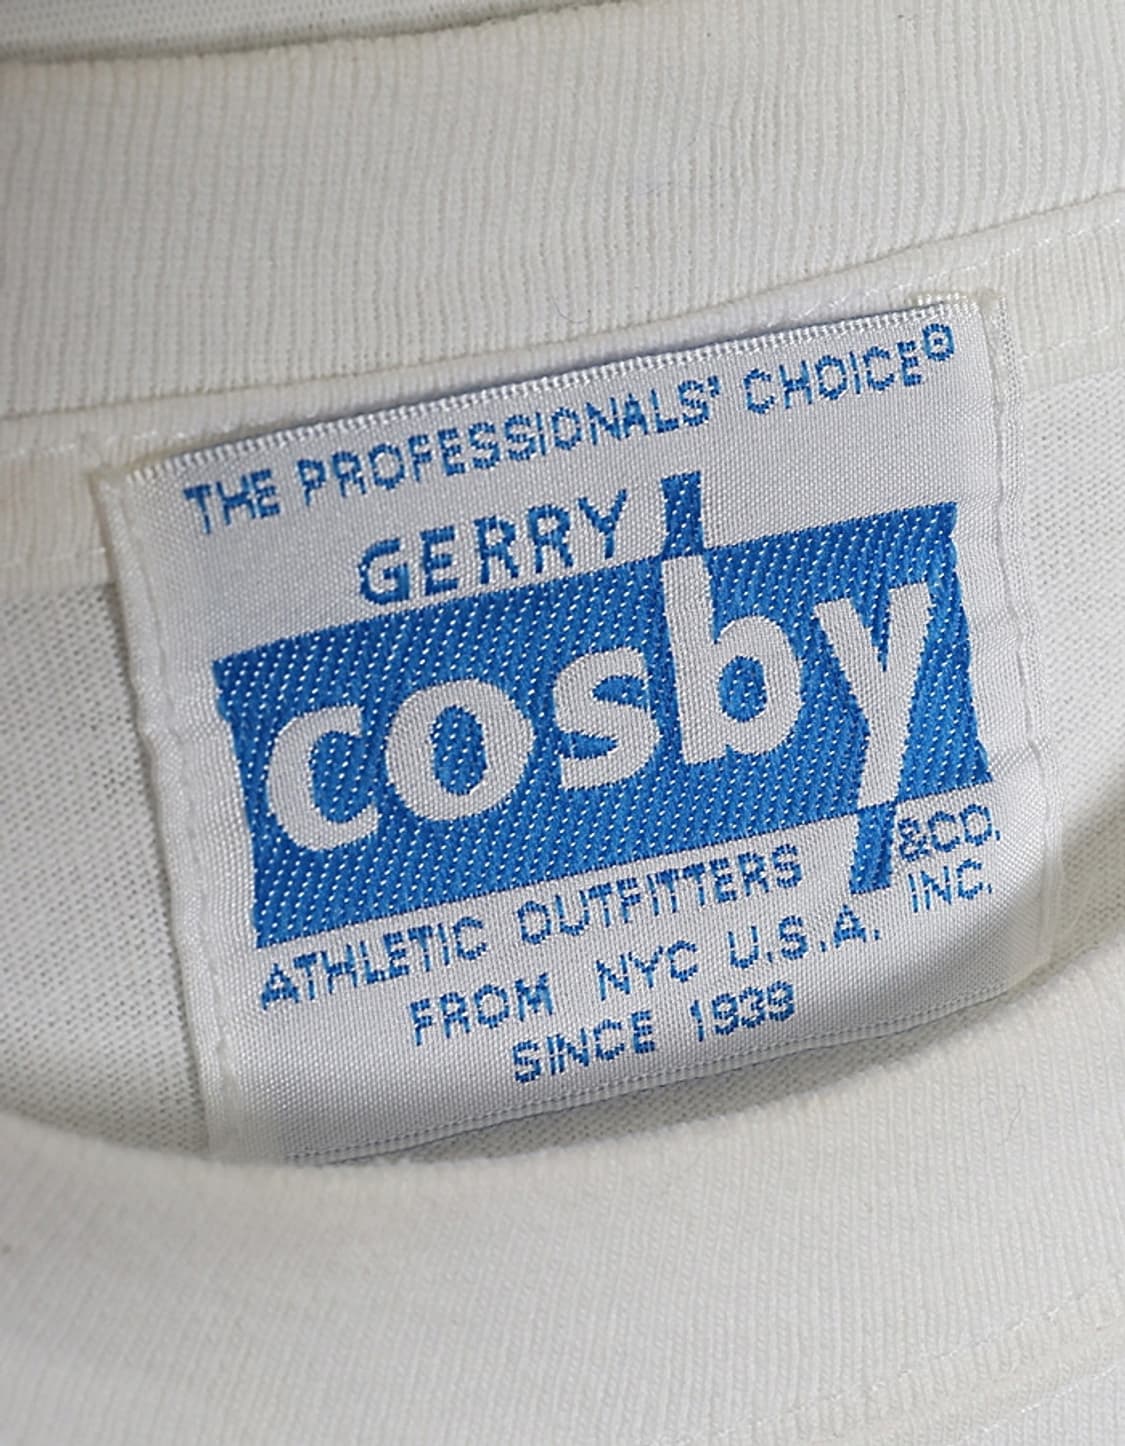 THE PROFESSIONALS' CHOICE®
GERRY
cosby
&CO.
INC.
ATHLETIC OUTFITTERS
FROM NYC U.S.A.
SINCE 1939